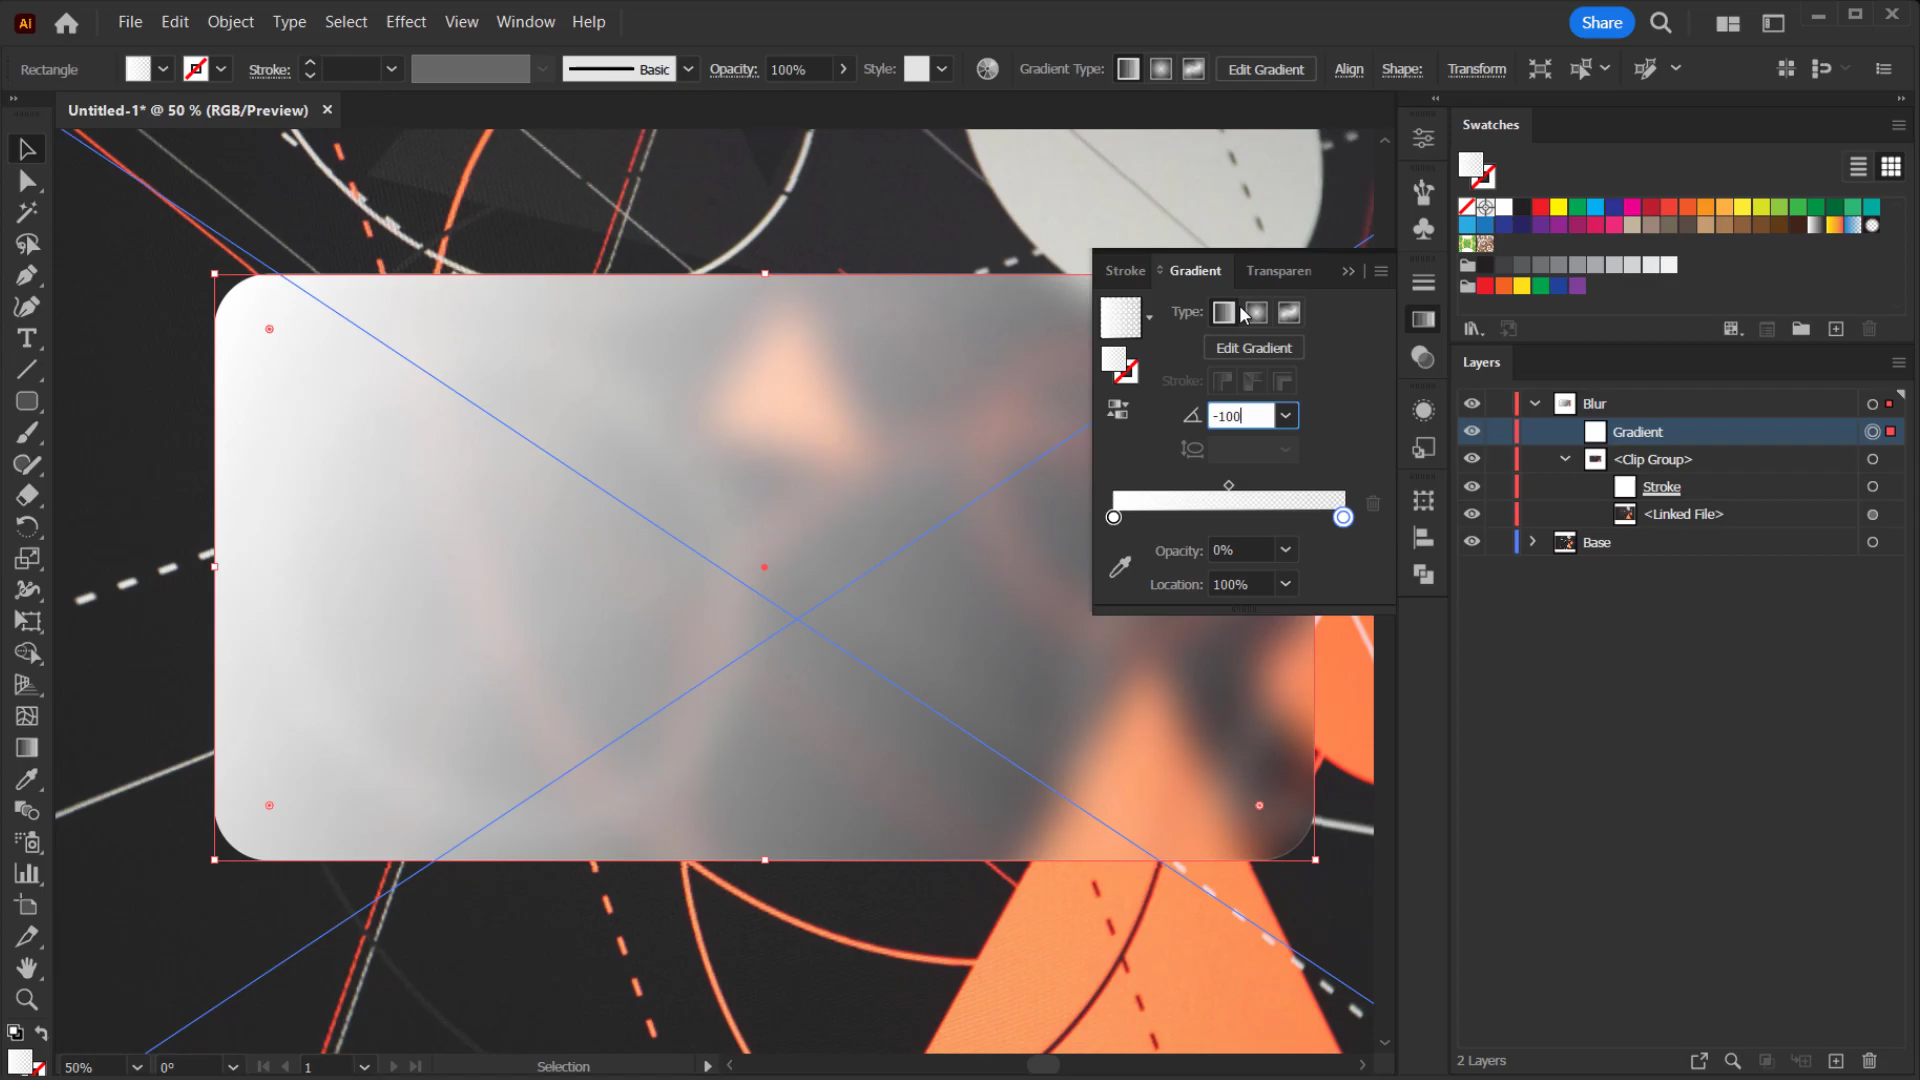 Ai File Edit Object Type Select Effect View Window Help Share
Rectangle Stroke: Basic Opacity: 100% Style: Gradient Type: Edit Gradient Align Shape: Transform
Untitled-1* @ 50 % (RGB/Preview)
Swatches
Stroke Gradient Transparen
Type:
Edit Gradient
Stroke:
-100
Opacity: 0%
Location: 100%
Layers
Blur
Gradient
<Clip Group>
Stroke
<Linked File>
Base
50% 0° 1 Selection
2 Layers